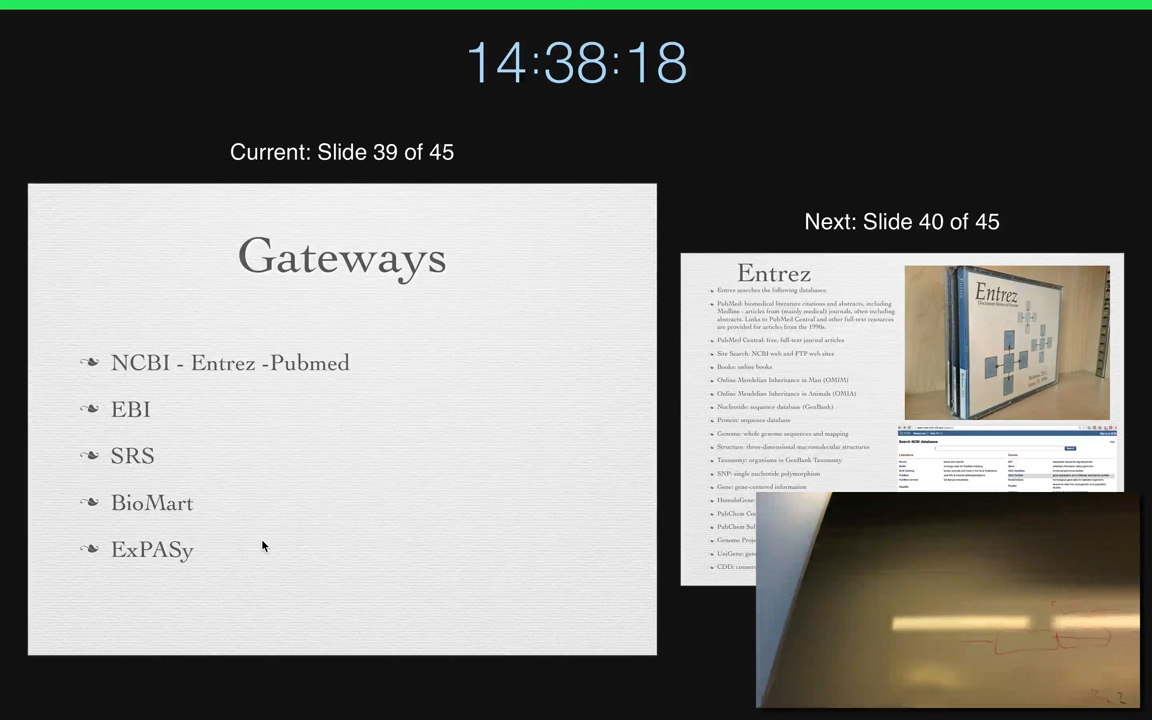 14:38:18
Current: Slide 39 of 45
Gateways
NCBI - Entrez -Pubmed
EBI
SRS
BioMart
ExPASy
Next: Slide 40 of 45
Entrez
Entrez searches the following databases:
PubMed: biomedical literature citations and abstracts, including
Medline - articles from (mainly medical) journals, often including
abstracts. Links to PubMed Central and other full-text resources
are provided for articles from the 1990s.
PubMed Central: free, full-text journal articles
Site Search: NCBI web and FTP web sites
Books: online books
Online Mendelian Inheritance in Man (OMIM)
Online Mendelian Inheritance in Animals (OMIA)
Nucleotide: sequence database (GenBank)
Protein: sequence database
Genome: whole genome sequences and mapping
Structure: three-dimensional macromolecular structures
Taxonomy: organisms in GenBank Taxonomy
SNP: single nucleotide polymorphism
Gene: gene-centered information
HomoloGene:
PubChem
PubChem
Genome
UniGene:
CDD:
Entrez
Search NCBI databases